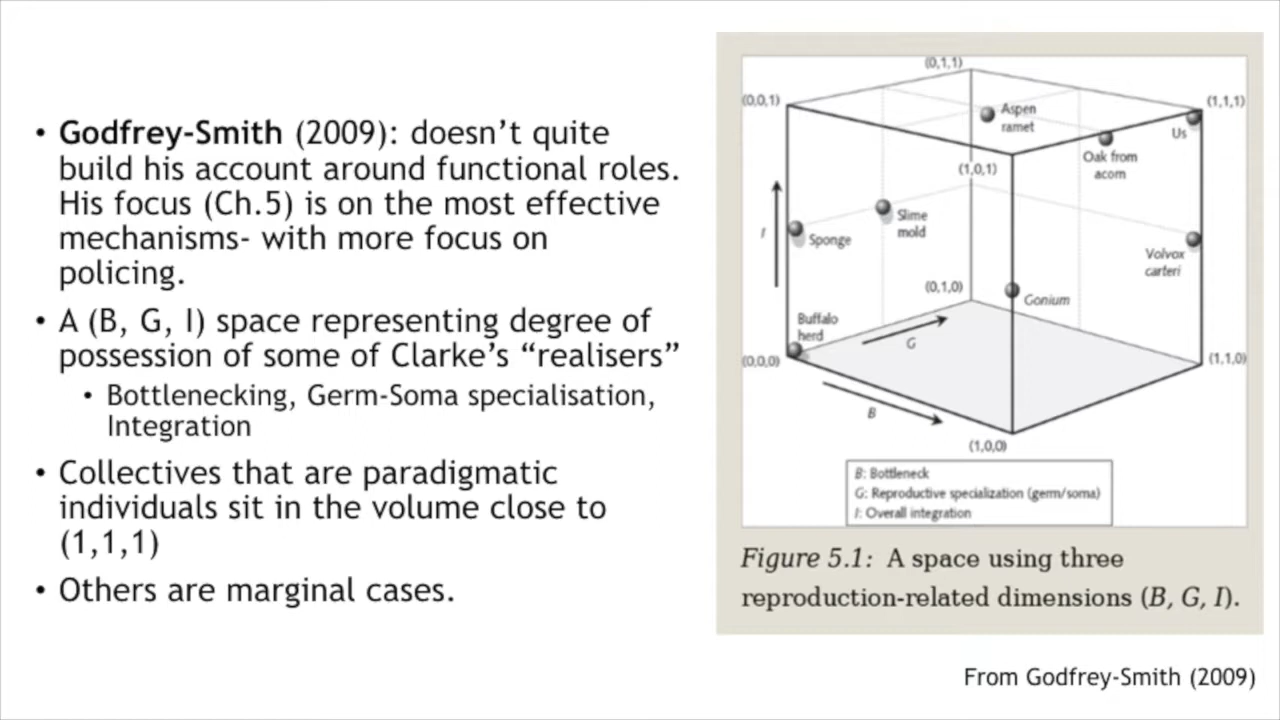 • Godfrey-Smith (2009): doesn’t quite
build his account around functional roles.
His focus (Ch.5) is on the most effective
mechanisms- with more focus on
policing.
• A (B, G, I) space representing degree of
possession of some of Clarke’s “realisers”
• Bottlenecking, Germ-Soma specialisation,
Integration
• Collectives that are paradigmatic
individuals sit in the volume close to
(1,1,1)
• Others are marginal cases.
(0,1,1)
(0,0,1)
(1,1,1)
Aspen
ramet
Us
Oak from
acorn
(1,0,1)
I
Sponge
Slime
mold
Volvox
carteri
(0,1,0)
Gonium
Buffalo
herd
G
(0,0,0)
(1,1,0)
B
(1,0,0)
B: Bottleneck
G: Reproductive specialization (germ/soma)
I: Overall integration
Figure 5.1: A space using three
reproduction-related dimensions (B, G, I).
From Godfrey-Smith (2009)